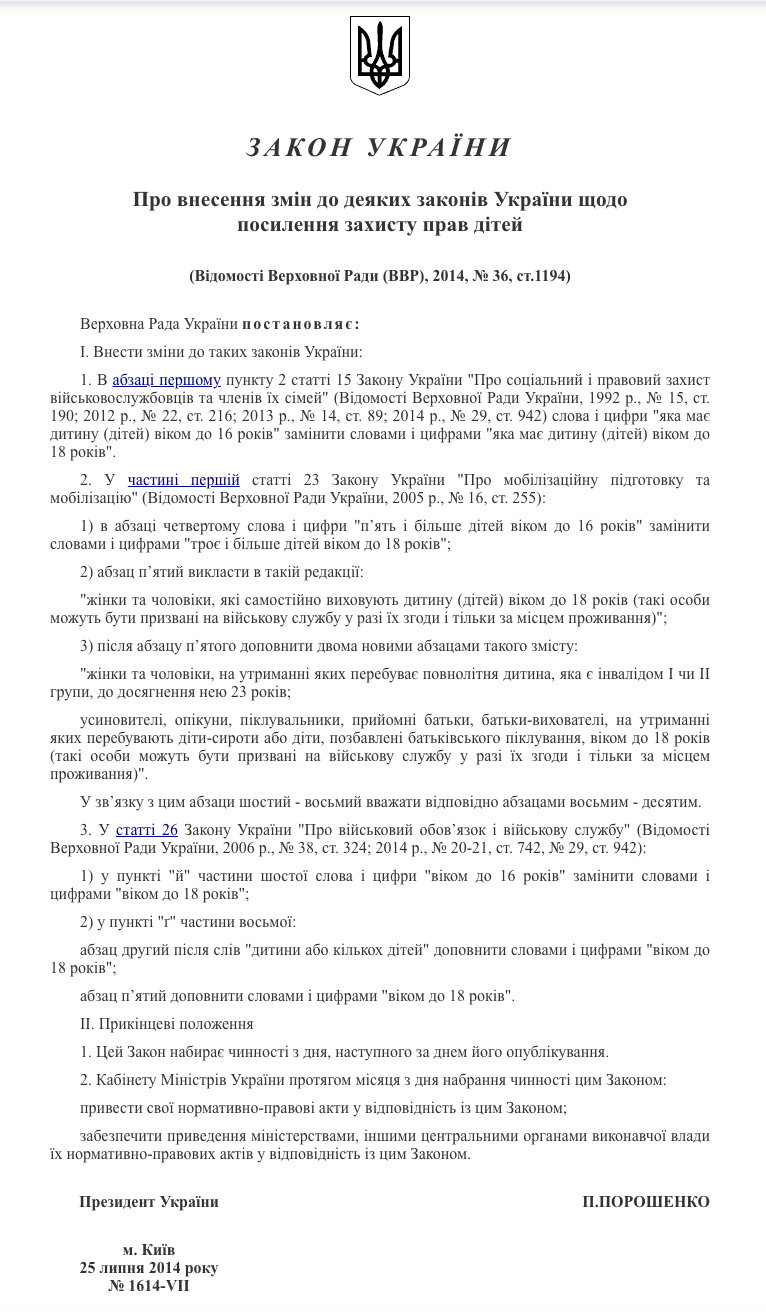 ЗАКОН УКРАЇНИ
Про внесення змін до деяких законів України щодо
посилення захисту прав дітей
(Відомості Верховної Ради (ВВР), 2014, № 36, ст.1194)
Верховна Рада України постановляє:
I. Внести зміни до таких законів України:
1. В абзаці першому пункту 2 статті 15 Закону України "Про соціальний і правовий захист
військовослужбовців та членів їх сімей" (Відомості Верховної Ради України, 1992 р., № 15, ст.
190; 2012 р., № 22, ст. 216; 2013 р., № 14, ст. 89; 2014 р., № 29, ст. 942) слова і цифри "яка має
дитину (дітей) віком до 16 років" замінити словами і цифрами "яка має дитину (дітей) віком до
18 років".
2. У частині першій статті 23 Закону України "Про мобілізаційну підготовку та
мобілізацію" (Відомості Верховної Ради України, 2005 р., № 16, ст. 255):
1) в абзаці четвертому слова і цифри "п’ять і більше дітей віком до 16 років" замінити
словами і цифрами "троє і більше дітей віком до 18 років";
2) абзац п’ятий викласти в такій редакції:
"жінки та чоловіки, які самостійно виховують дитину (дітей) віком до 18 років (такі особи
можуть бути призвані на військову службу у разі їх згоди і тільки за місцем проживання)";
3) після абзацу п’ятого доповнити двома новими абзацами такого змісту:
"жінки та чоловіки, на утриманні яких перебуває повнолітня дитина, яка є інвалідом I чи II
групи, до досягнення нею 23 років;
усиновителі, опікуни, піклувальники, прийомні батьки, батьки-вихователі, на утриманні
яких перебувають діти-сироти або діти, позбавлені батьківського піклування, віком до 18 років
(такі особи можуть бути призвані на військову службу у разі їх згоди і тільки за місцем
проживання)".
У зв’язку з цим абзаци шостий - восьмий вважати відповідно абзацами восьмим - десятим.
3. У статті 26 Закону України "Про військовий обов’язок і військову службу" (Відомості
Верховної Ради України, 2006 р., № 38, ст. 324; 2014 р., № 20-21, ст. 742, № 29, ст. 942):
1) у пункті "й" частини шостої слова і цифри "віком до 16 років" замінити словами і
цифрами "віком до 18 років";
2) у пункті "ґ" частини восьмої:
абзац другий після слів "дитини або кількох дітей" доповнити словами і цифрами "віком до
18 років";
абзац п’ятий доповнити словами і цифрами "віком до 18 років".
II. Прикінцеві положення
1. Цей Закон набирає чинності з дня, наступного за днем його опублікування.
2. Кабінету Міністрів України протягом місяця з дня набрання чинності цим Законом:
привести свої нормативно-правові акти у відповідність із цим Законом;
забезпечити приведення міністерствами, іншими центральними органами виконавчої влади
їх нормативно-правових актів у відповідність із цим Законом.
Президент України П.ПОРОШЕНКО
м. Київ
25 липня 2014 року
№ 1614-VII